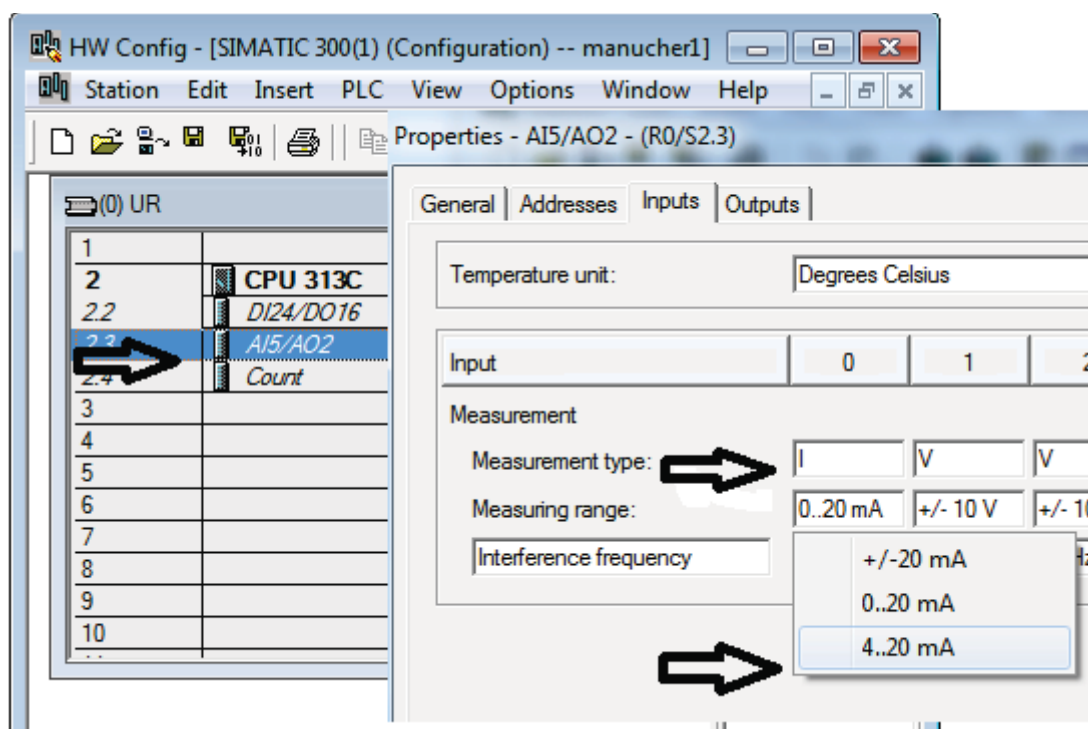 HW Config - [SIMATIC 300(1) (Configuration) -- manucher1]
Station Edit Insert PLC View Options Window Help
Properties - AI5/AO2 - (R0/S2.3)
(0) UR
1
2 CPU 313C
2.2 DI24/DO16
2.3 AI5/AO2
2.4 Count
3
4
5
6
7
8
9
10
General Addresses Inputs Outputs
Temperature unit: Degrees Celsius
Input 0 1 2
Measurement
Measurement type: I V V
Measuring range: 0..20 mA +/- 10 V +/- 10
Interference frequency Hz
+/-20 mA
0..20 mA
4..20 mA